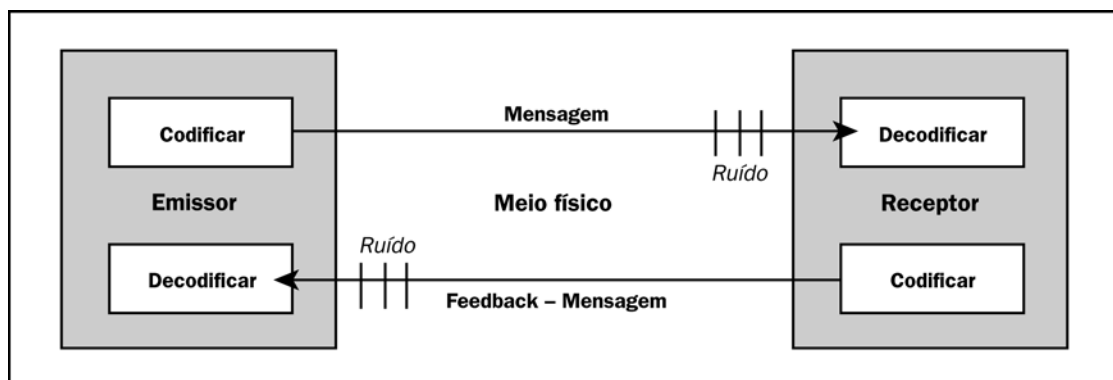 Mensagem
Codificar
Decodificar
Ruído
Emissor
Meio físico
Receptor
Ruído
Decodificar
Codificar
Feedback – Mensagem